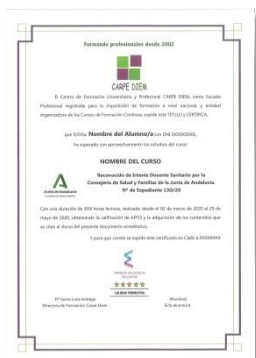 Formando profesionales desde 2002
CARPE DIEM
El Centro de Formación Universitario y Profesional CARPE DIEM, como Escuela
Profesional registrada para la impartición de formación a nivel nacional, y entidad
organizadora de los Cursos de Formación Continua, expide este TÍTULO y CERTIFICA,
que D/Dña Nombre del Alumno/a con DNI XXXXXXXXX,
ha superado con aprovechamiento los estudios del curso
NOMBRE DEL CURSO
Reconocido de Interés Docente Sanitario por la
Consejería de Salud y Familias de la Junta de Andalucía.
Nº de Expediente 130/20
Junta de Andalucía
Con una duración de XXX horas lectivas, realizado desde el 02 de marzo de 2020 al 29 de
mayo de 2020, obteniendo la calificación de APTO y la adquisición de los contenidos que
se citan al dorso del presente documento acreditativo.
Y para que conste se expide este certificado en Cádiz a XXXXXXXX
Dª Sonia Luna Arteaga
Directora de Formación Carpe Diem
(Nombre)
El/la alumno/a